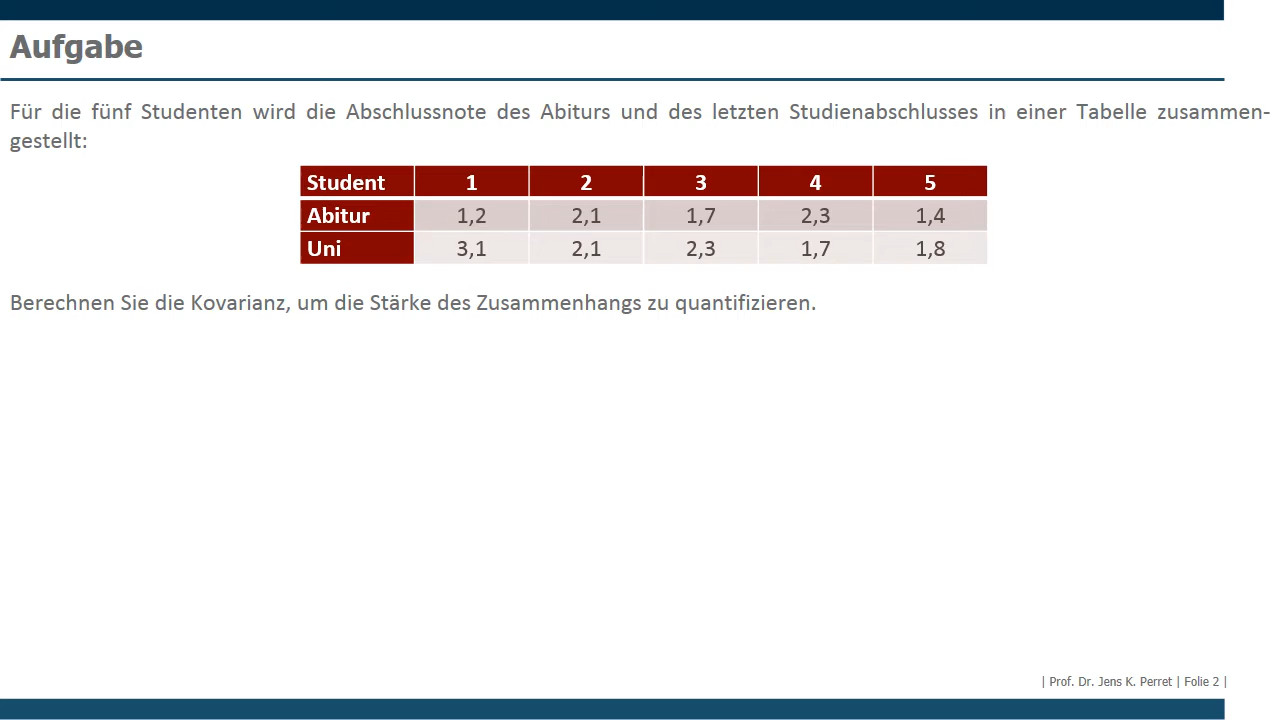 Aufgabe
Für die fünf Studenten wird die Abschlussnote des Abiturs und des letzten Studienabschlusses in einer Tabelle zusammen-
gestellt:
Student 1 2 3 4 5
Abitur 1,2 2,1 1,7 2,3 1,4
Uni 3,1 2,1 2,3 1,7 1,8
Berechnen Sie die Kovarianz, um die Stärke des Zusammenhangs zu quantifizieren.
| Prof. Dr. Jens K. Perret | Folie 2 |